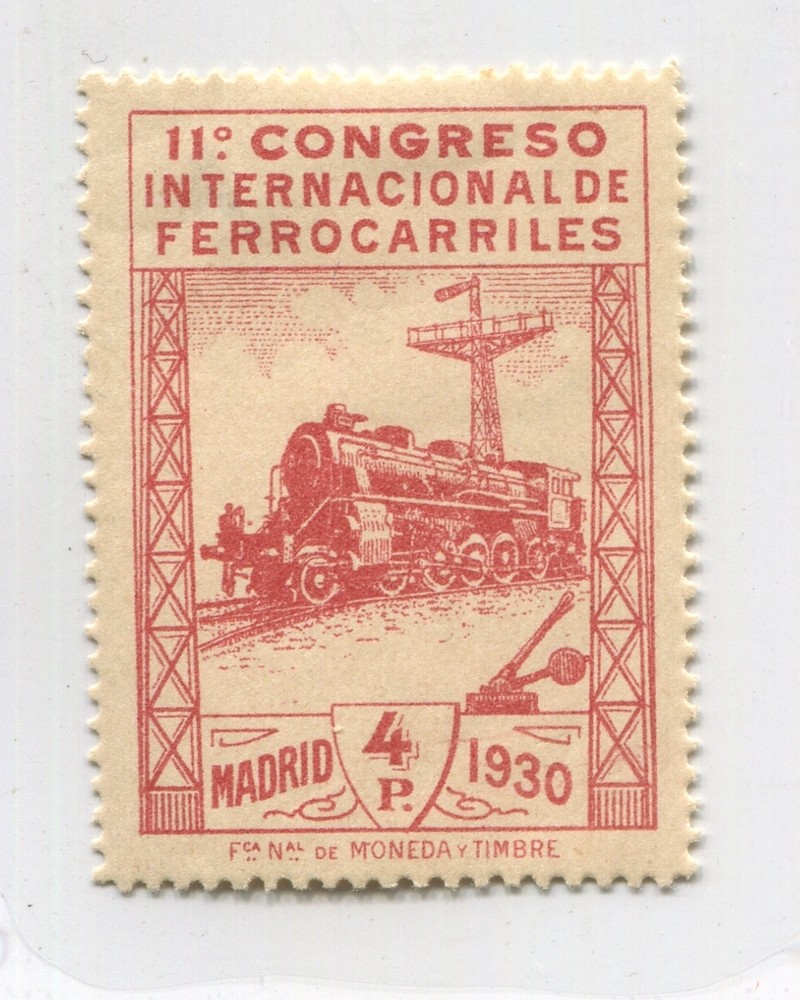 11º CONGRESO
INTERNACIONAL DE
FERROCARRILES
MADRID
4
P.
1930
Fca Nal DE MONEDA Y TIMBRE